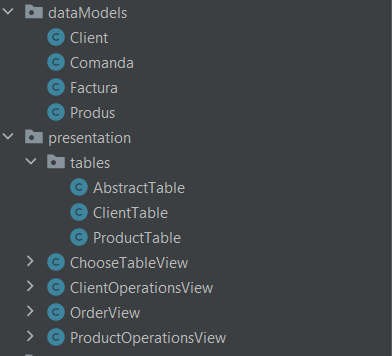 dataModels
Client
Comanda
Factura
Produs
presentation
tables
AbstractTable
ClientTable
ProductTable
ChooseTableView
ClientOperationsView
OrderView
ProductOperationsView